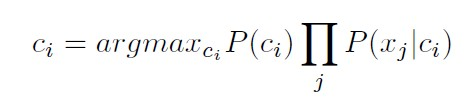 c_i = argmax_{c_i} P(c_i) ∏_j P(x_j|c_i)